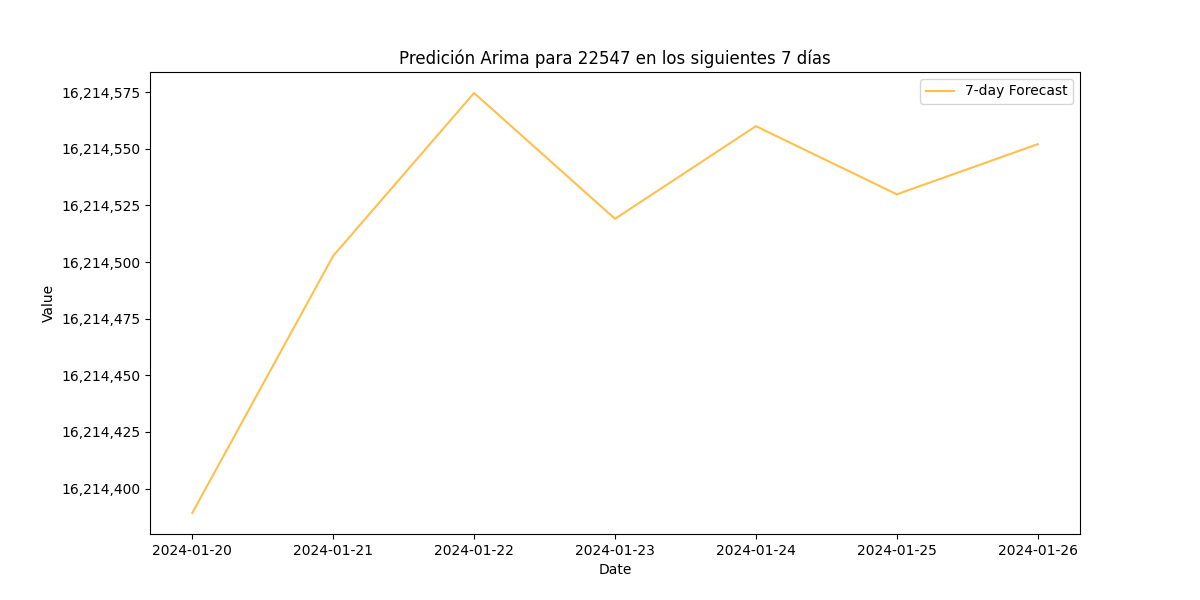 Predición Arima para 22547 en los siguientes 7 días
7-day Forecast
16,214,575
16,214,550
16,214,525
16,214,500
16,214,475
16,214,450
16,214,425
16,214,400
Value
2024-01-20 2024-01-21 2024-01-22 2024-01-23 2024-01-24 2024-01-25 2024-01-26
Date